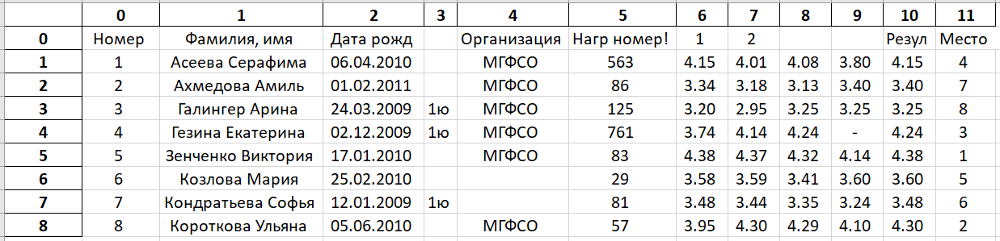 0 1 2 3 4 5 6 7 8 9 10 11
0 Номер Фамилия, имя Дата рожд Организация Нагр номер! 1 2 Резул Место
1 1 Асеева Серафима 06.04.2010 МГФСО 563 4.15 4.01 4.08 3.80 4.15 4
2 2 Ахмедова Амиль 01.02.2011 МГФСО 86 3.34 3.18 3.13 3.40 3.40 7
3 3 Галингер Арина 24.03.2009 1ю МГФСО 125 3.20 2.95 3.25 3.25 3.25 8
4 4 Гезина Екатерина 02.12.2009 1ю МГФСО 761 3.74 4.14 4.24 - 4.24 3
5 5 Зенченко Виктория 17.01.2010 МГФСО 83 4.38 4.37 4.32 4.14 4.38 1
6 6 Козлова Мария 25.02.2010 29 3.58 3.59 3.41 3.60 3.60 5
7 7 Кондратьева Софья 12.01.2009 1ю 81 3.48 3.44 3.35 3.24 3.48 6
8 8 Короткова Ульяна 05.06.2010 МГФСО 57 3.95 4.30 4.29 4.10 4.30 2